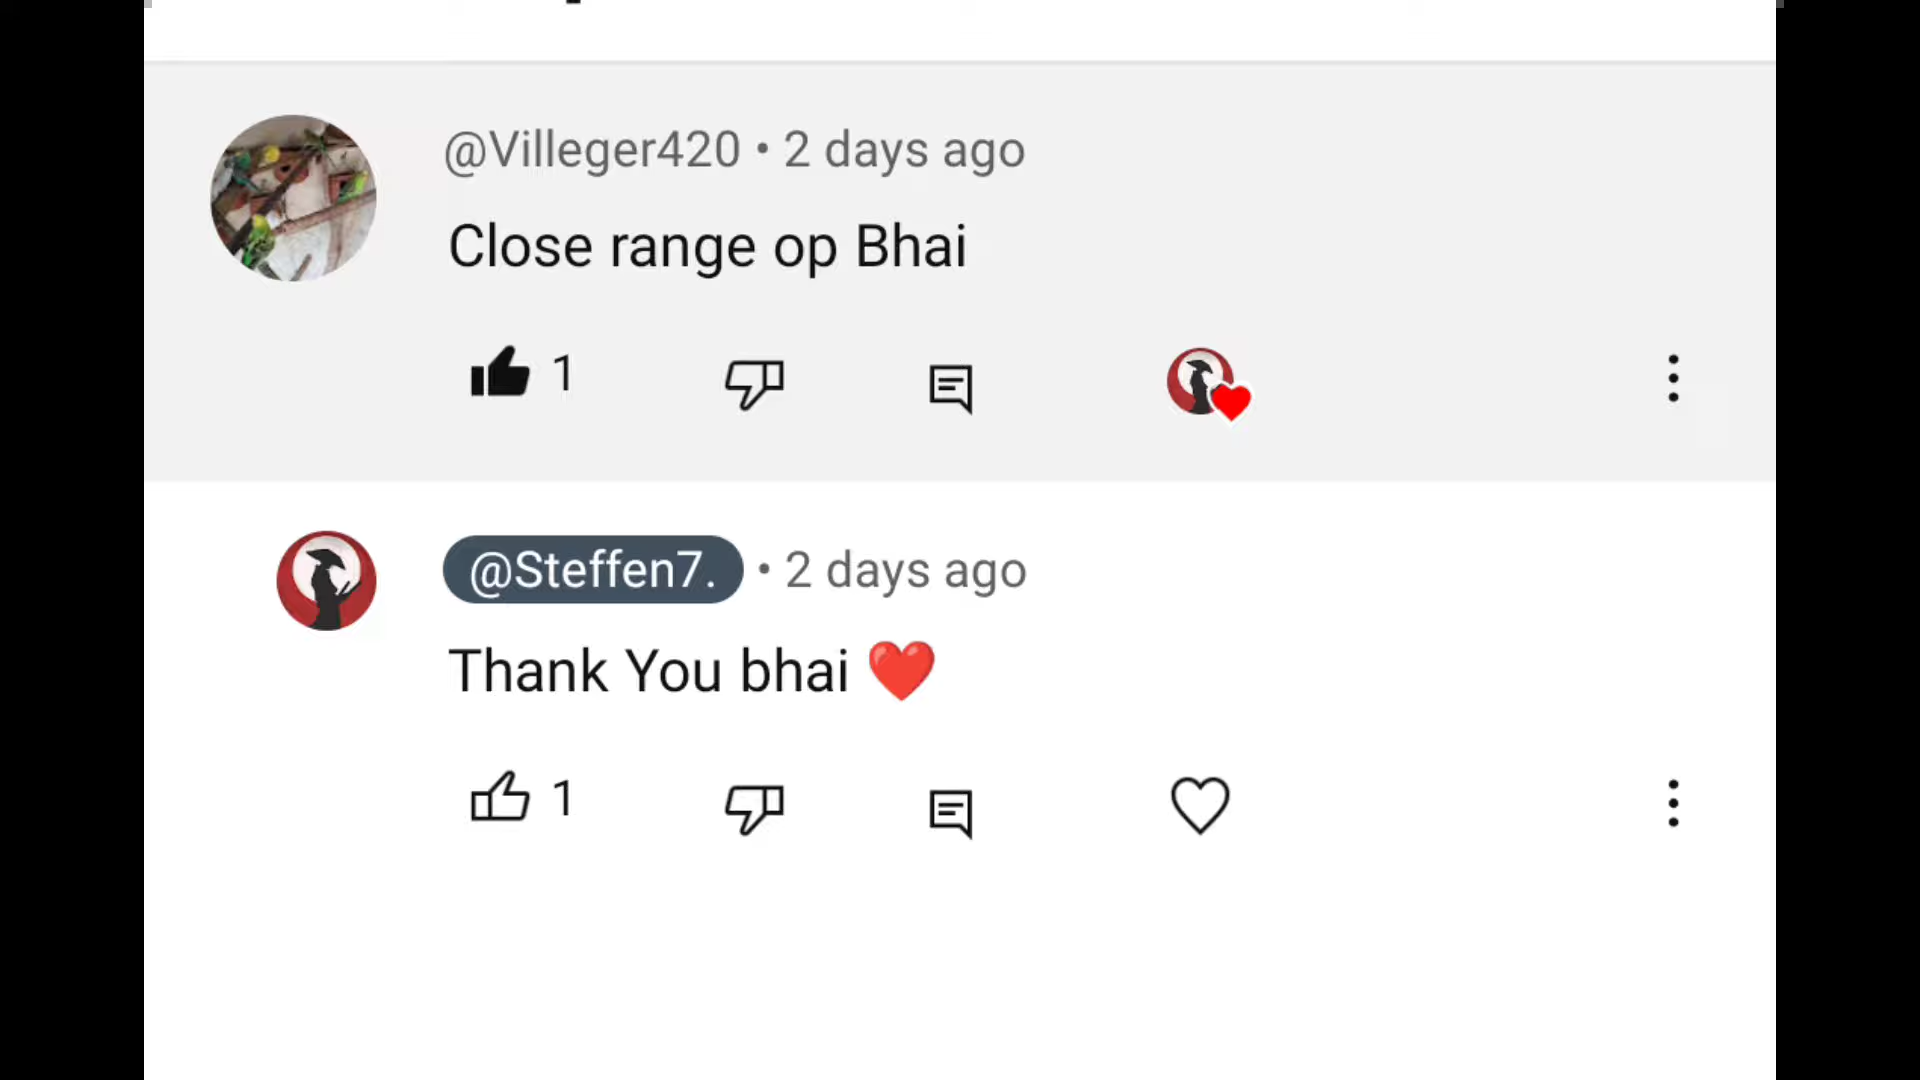 @Villeger420 • 2 days ago
Close range op Bhai
1
@Steffen7. • 2 days ago
Thank You bhai ❤️
1